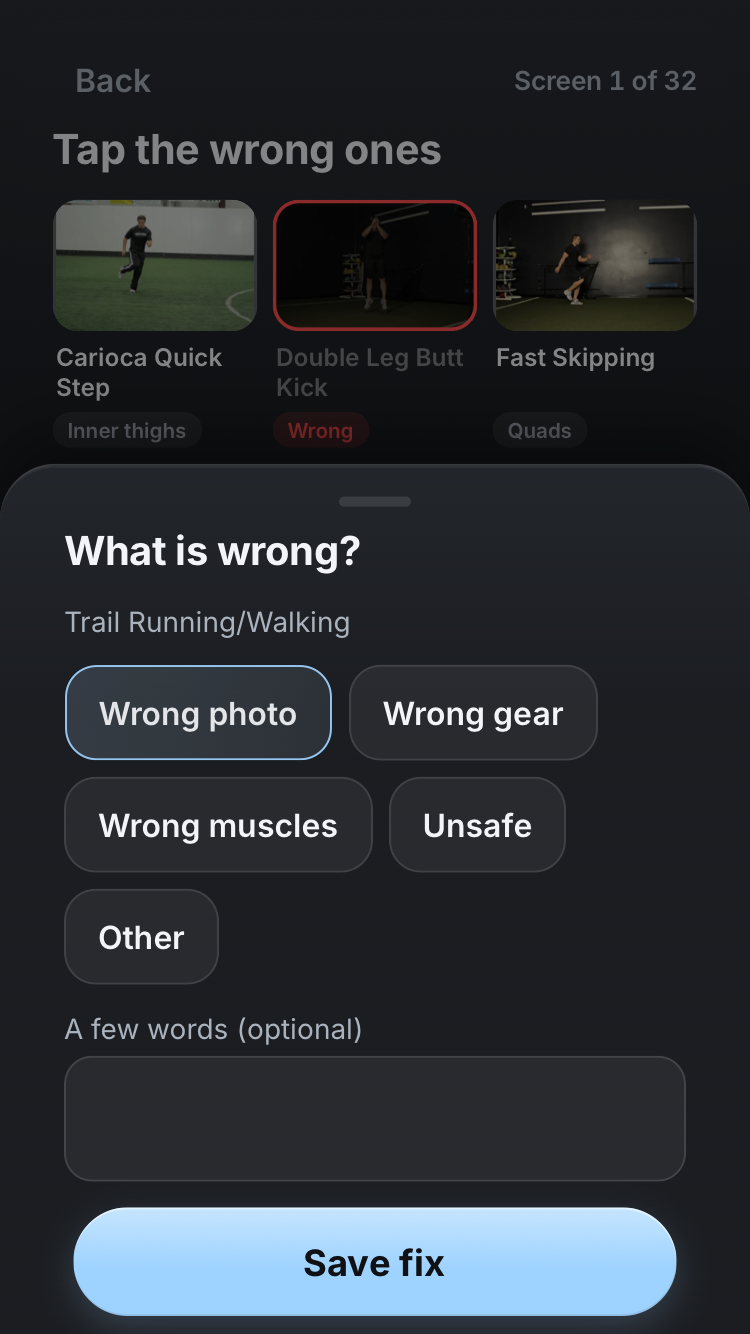 Back
Screen 1 of 32
Tap the wrong ones
Carioca Quick
Step
Double Leg Butt
Kick
Fast Skipping
Inner thighs
Wrong
Quads
What is wrong?
Trail Running/Walking
Wrong photo
Wrong gear
Wrong muscles
Unsafe
Other
A few words (optional)
Save fix